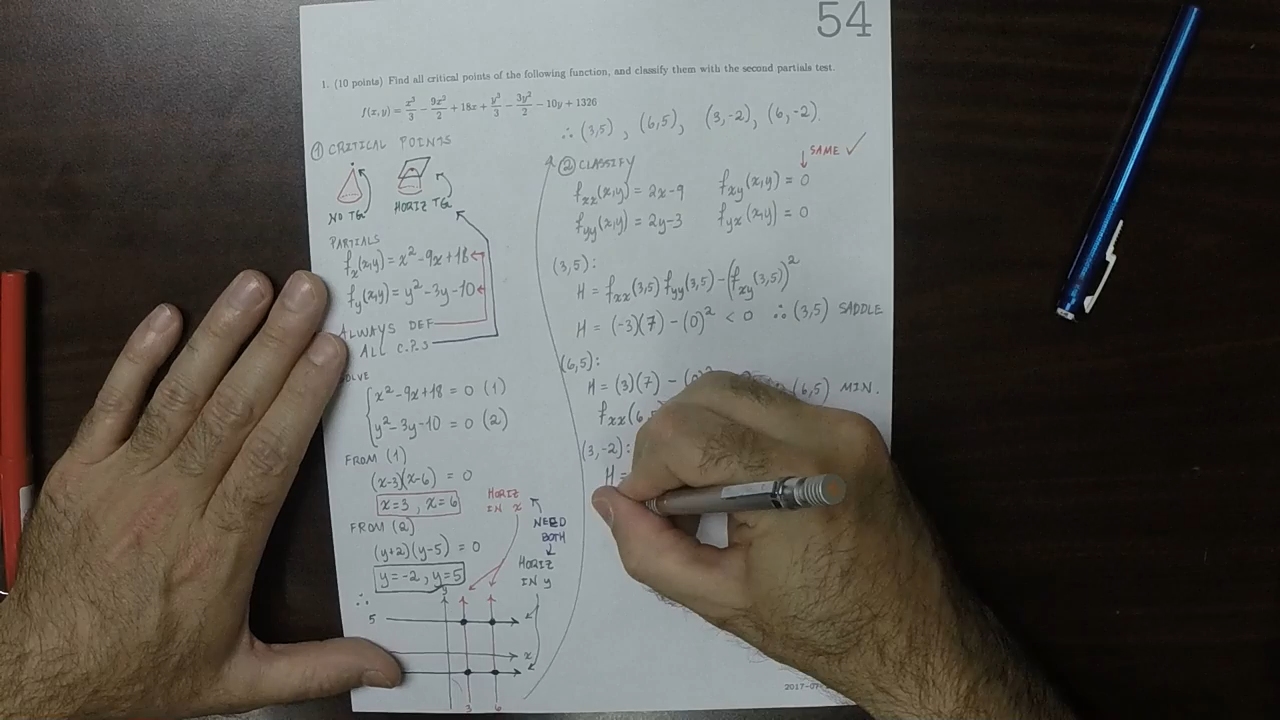 54
1. (10 points) Find all critical points of the following function, and classify them with the second partials test.
f(x, y) = x³/3 − 9x²/2 + 18x + y³/3 − 3y²/2 − 10y + 1326
① CRITICAL POINTS
NO TG
HORIZ TG
PARTIALS
fx(x,y) = x² -9x+18
fy(x,y) = y² -3y-10
ALWAYS DEF
ALL C.P.S
x² -9x+18 = 0 (1)
y² -3y-10 = 0 (2)
FROM (1)
(x-3)(x-6) = 0
x=3 , x=6
FROM (2)
(y+2)(y-5) = 0
y=-2 , y=5
HORIZ
IN x
NEED
BOTH
HORIZ
IN y
∴
y
5
x
3 6
∴ (3,5) , (6,5), (3,-2), (6,-2).
② CLASSIFY
SAME ✓
fxx(x,y) = 2x-9 fxy(x,y) = 0
fyy(x,y) = 2y-3 fyx(x,y) = 0
(3,5):
H = fxx(3,5) fyy(3,5) - (fxy(3,5))²
H = (-3)(7) - (0)² < 0 ∴ (3,5) SADDLE
(6,5):
H = (3)(7) - (6,5) MIN.
fxx(6,
(3,-2):
H =